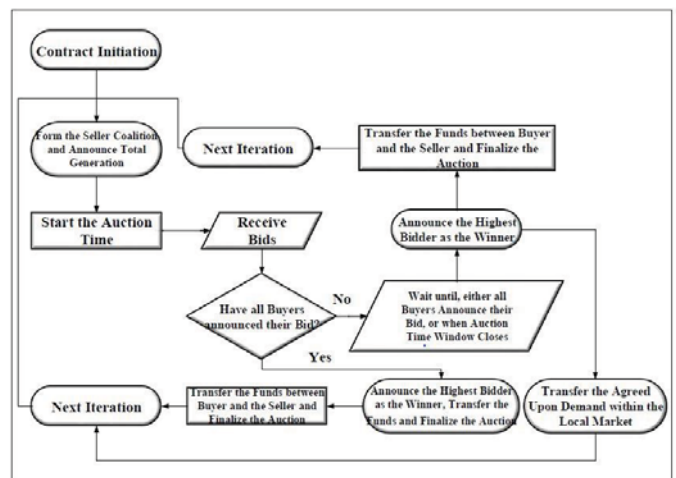 Contract Initiation
Form the Seller Coalition
and Announce Total
Generation
Next Iteration
Transfer the Funds between Buyer
and the Seller and Finalize the
Auction
Start the Auction
Time
Receive
Bids
Announce the Highest
Bidder as the Winner
Have all Buyers
announced their Bid?
No
Wait until, either all
Buyers Announce their
Bid, or when Auction
Time Window Closes
Yes
Next Iteration
Transfer the Funds between
Buyer and the Seller and
Finalize the Auction
Announce the Highest Bidder
as the Winner, Transfer the
Funds and Finalize the Auction
Transfer the Agreed
Upon Demand within the
Local Market